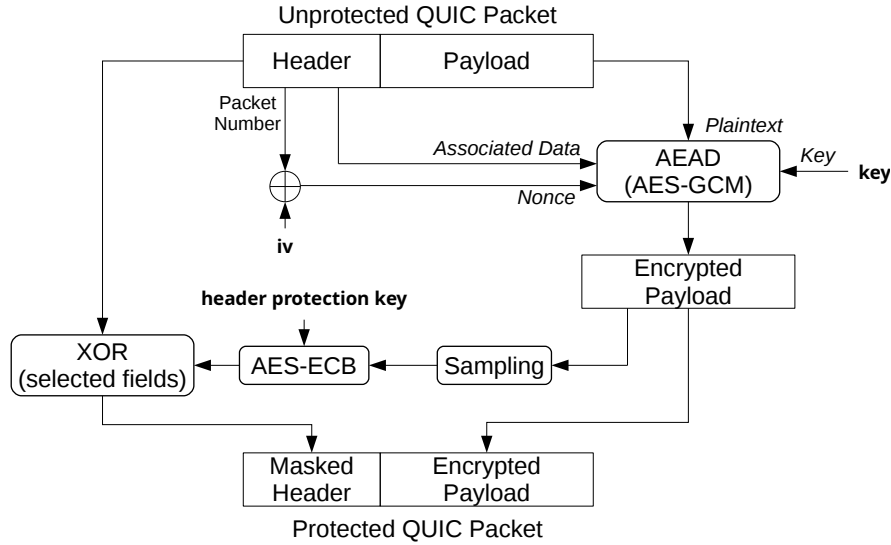 Unprotected QUIC Packet
Header
Payload
Packet
Number
Plaintext
Associated Data
AEAD
(AES-GCM)
Key
key
Nonce
iv
Encrypted
Payload
header protection key
XOR
(selected fields)
AES-ECB
Sampling
Masked
Header
Encrypted
Payload
Protected QUIC Packet